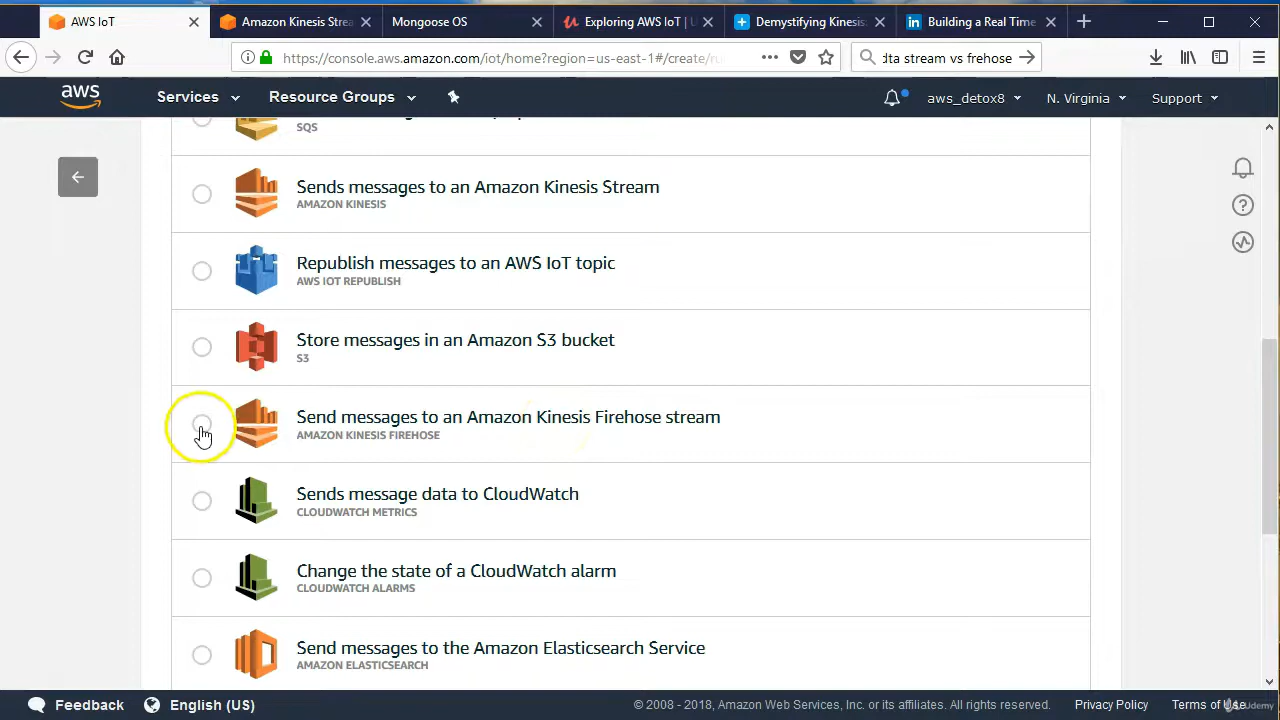 AWS IoT
Amazon Kinesis Strea
Mongoose OS
Exploring AWS IoT | U
Demystifying Kinesis:
Building a Real Time
https://console.aws.amazon.com/iot/home?region=us-east-1#/create/ru
lta stream vs frehose
aws
Services
Resource Groups
aws_detox8
N. Virginia
Support
SQS
Sends messages to an Amazon Kinesis Stream
AMAZON KINESIS
Republish messages to an AWS IoT topic
AWS IOT REPUBLISH
Store messages in an Amazon S3 bucket
S3
Send messages to an Amazon Kinesis Firehose stream
AMAZON KINESIS FIREHOSE
Sends message data to CloudWatch
CLOUDWATCH METRICS
Change the state of a CloudWatch alarm
CLOUDWATCH ALARMS
Send messages to the Amazon Elasticsearch Service
AMAZON ELASTICSEARCH
Feedback
English (US)
© 2008 - 2018, Amazon Web Services, Inc. or its affiliates. All rights reserved.
Privacy Policy
Terms of Use
Udemy